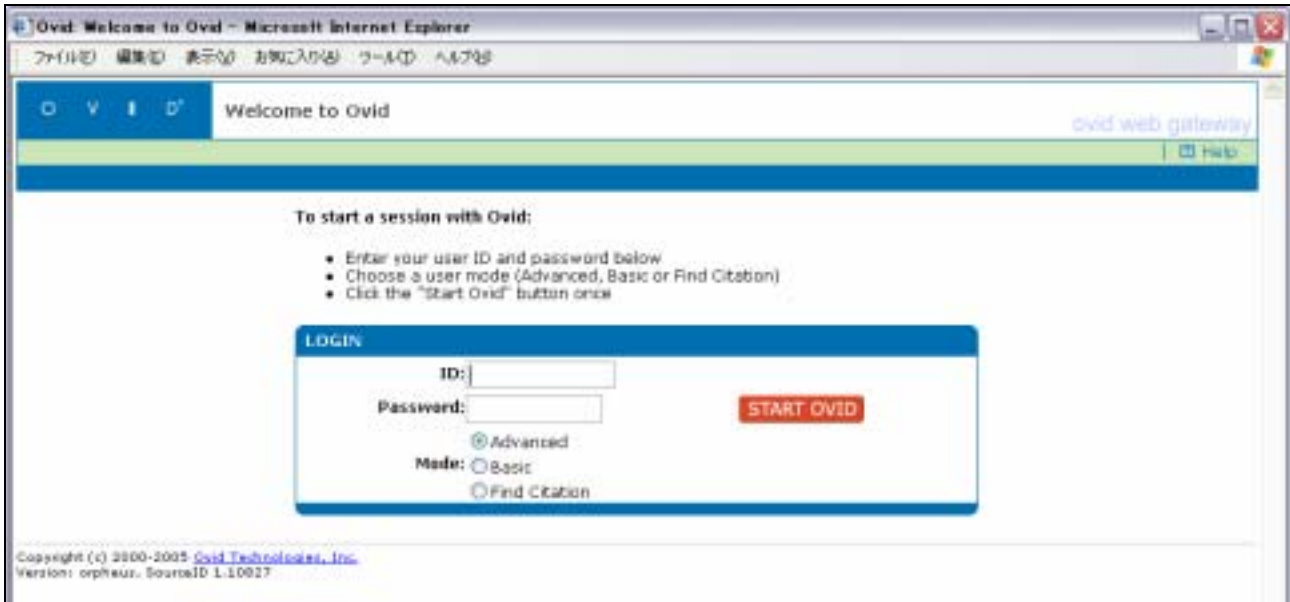 Ovid: Welcome to Ovid - Microsoft Internet Explorer
ファイル(F) 編集(E) 表示(V) お気に入り(A) ツール(T) ヘルプ(H)
O V I D
Welcome to Ovid
ovid web gateway
| Help
To start a session with Ovid:
• Enter your user ID and password below
• Choose a user mode (Advanced, Basic or Find Citation)
• Click the "Start Ovid" button once
LOGIN
ID:
Password:
START OVID
Mode:
Advanced
Basic
Find Citation
Copyright (c) 2000-2005 Ovid Technologies, Inc.
Version: orpheus, SourceID 1.10027